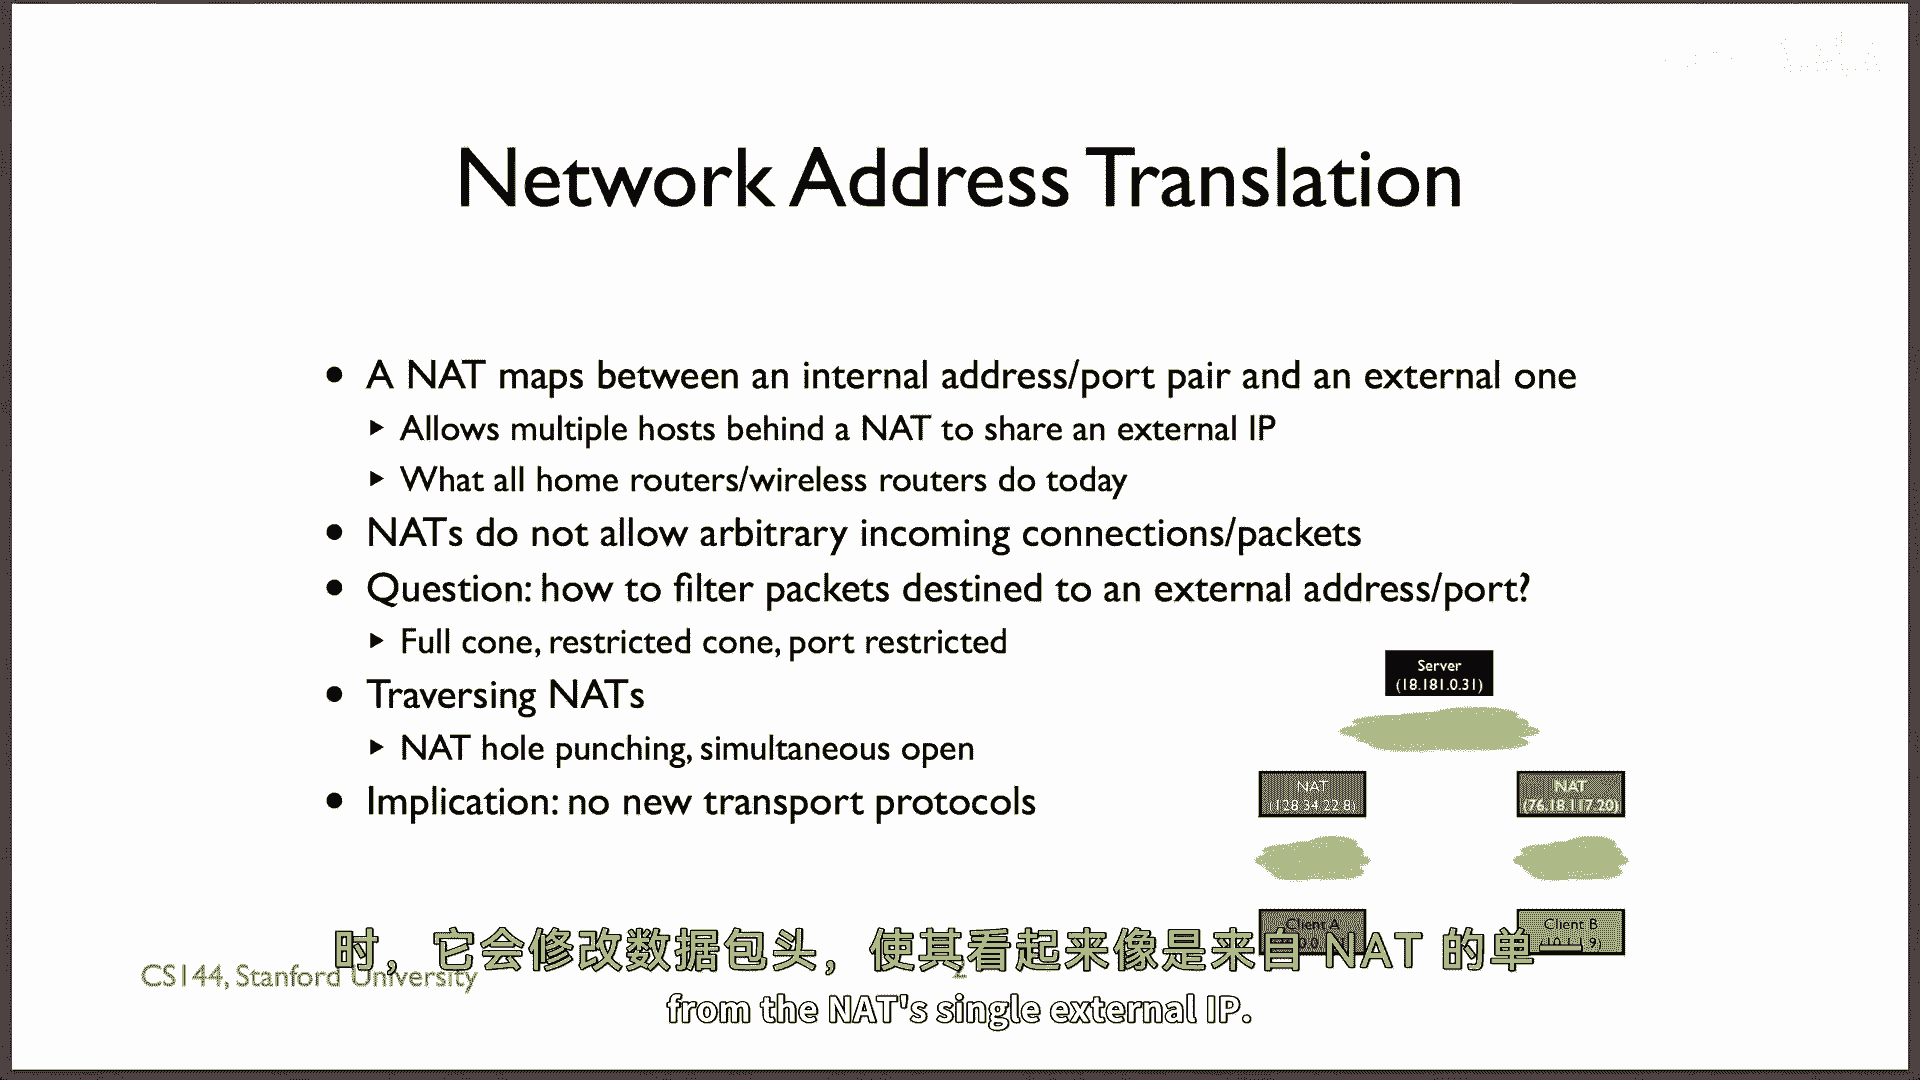 Network Address Translation
• A NAT maps between an internal address/port pair and an external one
‣ Allows multiple hosts behind a NAT to share an external IP
‣ What all home routers/wireless routers do today
• NATs do not allow arbitrary incoming connections/packets
• Question: how to filter packets destined to an external address/port?
‣ Full cone, restricted cone, port restricted
• Traversing NATs
‣ NAT hole punching, simultaneous open
• Implication: no new transport protocols
Server
(18.181.0.31)
NAT
(128.34.22.8)
NAT
(76.18.117.20)
Client A
Client B
时，它会修改数据包头，使其看起来像是来自 NAT 的单一
CS144, Stanford University
2
from the NAT's single external IP.